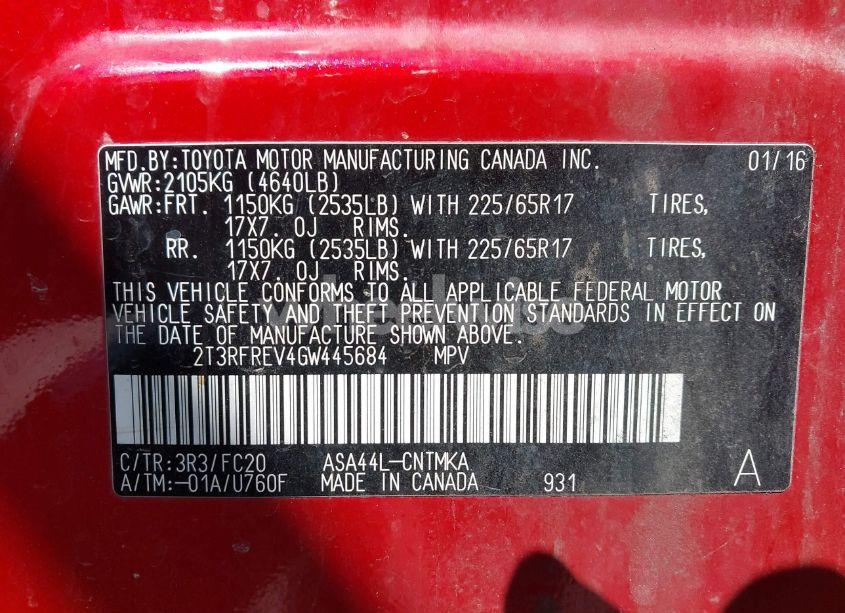 MFD.BY:TOYOTA MOTOR MANUFACTURING CANADA INC. 01/16
GVWR:2105KG (4640LB)
GAWR:FRT. 1150KG (2535LB) WITH 225/65R17 TIRES,
17X7.0J RIMS.
RR. 1150KG (2535LB) WITH 225/65R17 TIRES,
17X7.0J RIMS.
THIS VEHICLE CONFORMS TO ALL APPLICABLE FEDERAL MOTOR
VEHICLE SAFETY AND THEFT PREVENTION STANDARDS IN EFFECT ON
THE DATE OF MANUFACTURE SHOWN ABOVE.
2T3RFREV4GW445684 MPV
C/TR:3R3/FC20 ASA44L-CNTMKA A
A/TM:-01A/U760F MADE IN CANADA 931